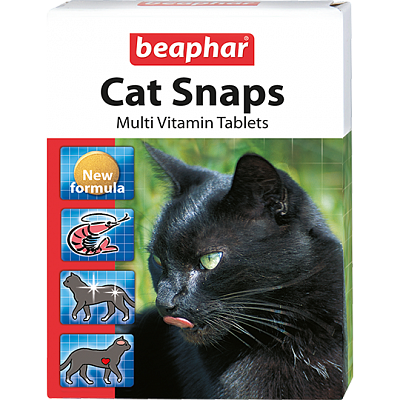 beaphar
Cat Snaps
Multi Vitamin Tablets
New
formula